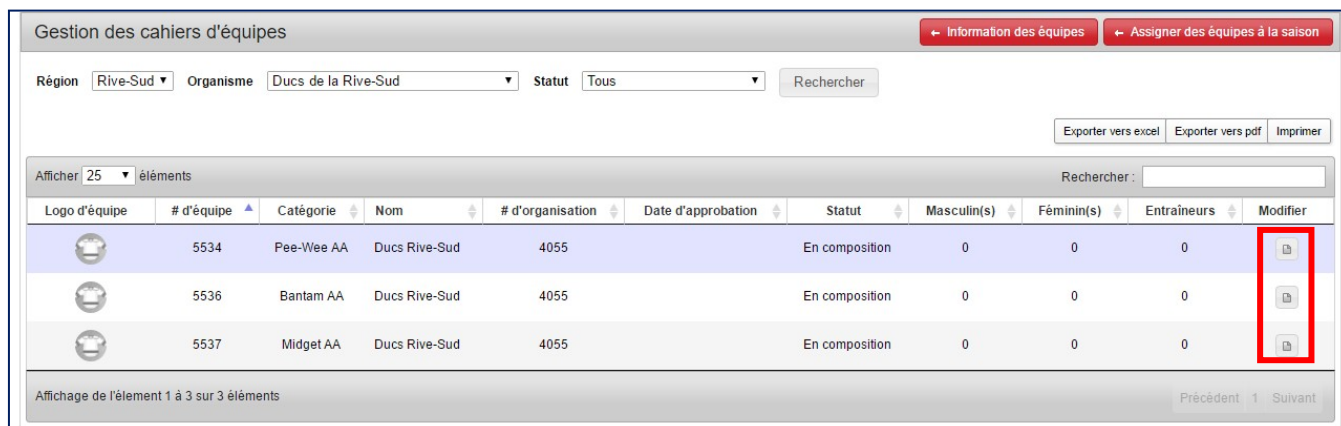 Gestion des cahiers d'équipes
← Information des équipes
← Assigner des équipes à la saison
Région Rive-Sud Organisme Ducs de la Rive-Sud Statut Tous Rechercher
Exporter vers excel Exporter vers pdf Imprimer
Afficher 25 éléments Rechercher :
Logo d'équipe # d'équipe Catégorie Nom # d'organisation Date d'approbation Statut Masculin(s) Féminin(s) Entraîneurs Modifier
5534 Pee-Wee AA Ducs Rive-Sud 4055 En composition 0 0 0
5536 Bantam AA Ducs Rive-Sud 4055 En composition 0 0 0
5537 Midget AA Ducs Rive-Sud 4055 En composition 0 0 0
Affichage de l'élement 1 à 3 sur 3 éléments Précédent 1 Suivant